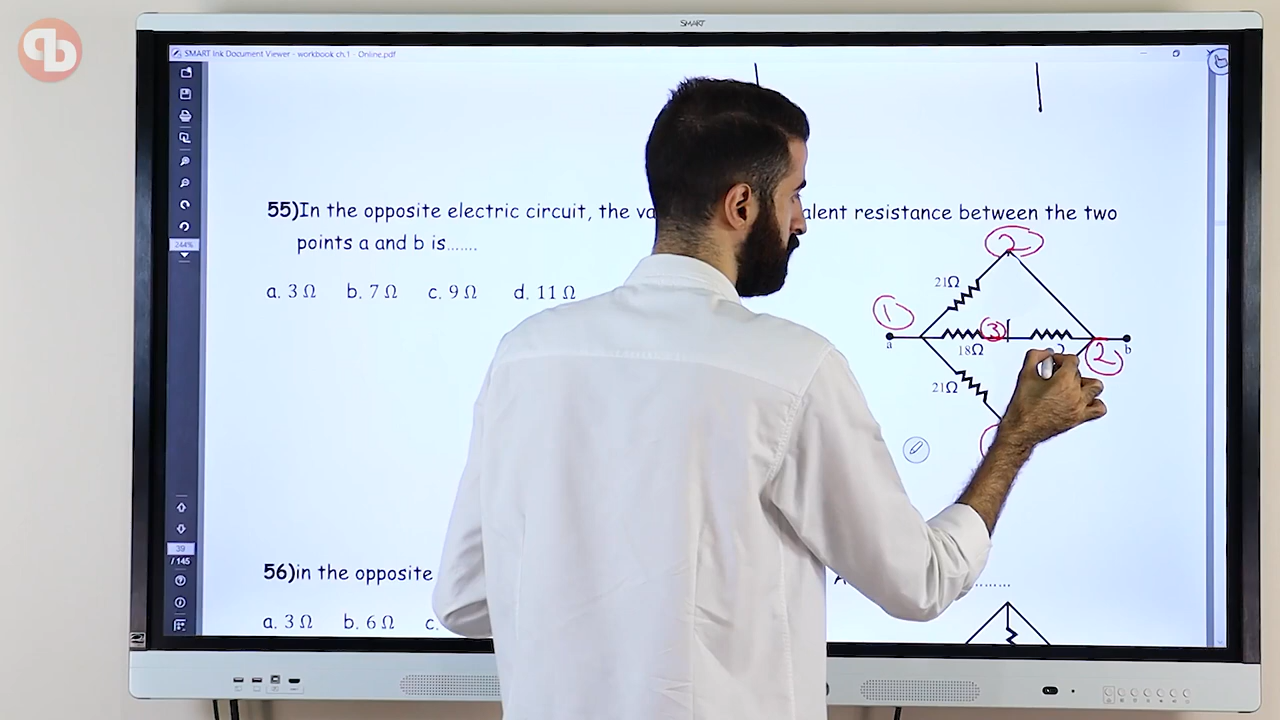 SMART
SMART Ink Document Viewer - workbook ch.1 - Online.pdf
244%
55)In the opposite electric circuit, the va alent resistance between the two
points a and b is.......
a. 3 Ω b. 7 Ω c. 9 Ω d. 11 Ω
2
21Ω
1
3
a
18Ω
2
b
21Ω
39
/ 145
56)in the opposite
a. 3 Ω b. 6 Ω c.